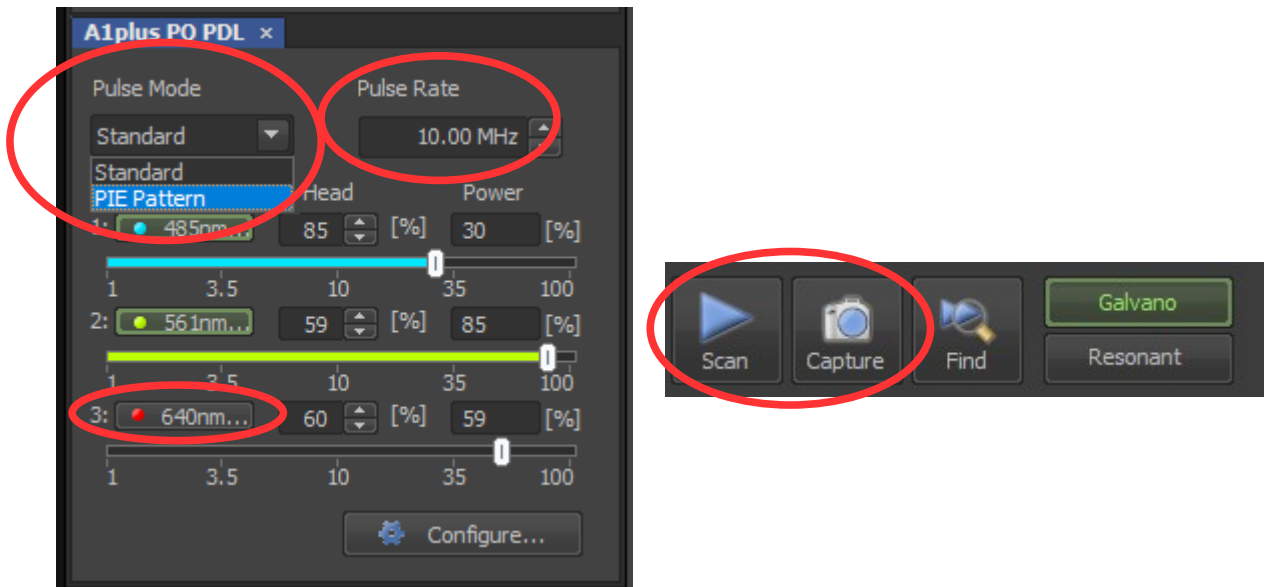 A1plus PQ PDL ×
Pulse Mode Pulse Rate
Standard 10.00 MHz
Standard
PIE Pattern Head Power
1: 485nm... 85 [%] 30 [%]
1 3.5 10 35 100
2: 561nm... 59 [%] 85 [%]
1 3.5 10 35 100
3: 640nm... 60 [%] 59 [%]
1 3.5 10 35 100
Configure...
Scan Capture Find
Galvano
Resonant